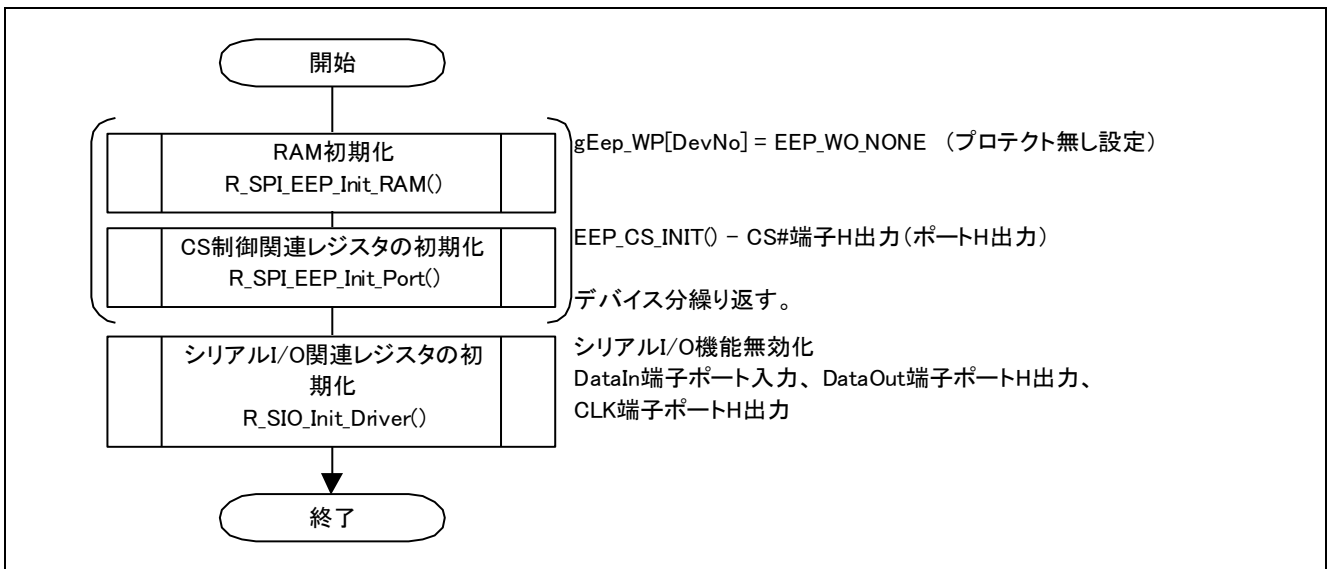 開始
RAM初期化
R_SPI_EEP_Init_RAM()
gEep_WP[DevNo] = EEP_WO_NONE （プロテクト無し設定）
CS制御関連レジスタの初期化
R_SPI_EEP_Init_Port()
EEP_CS_INIT() – CS#端子H出力（ポートH出力）
デバイス分繰り返す。
シリアルI/O関連レジスタの初
期化
R_SIO_Init_Driver()
シリアルI/O機能無効化
DataIn端子ポート入力、DataOut端子ポートH出力、
CLK端子ポートH出力
終了